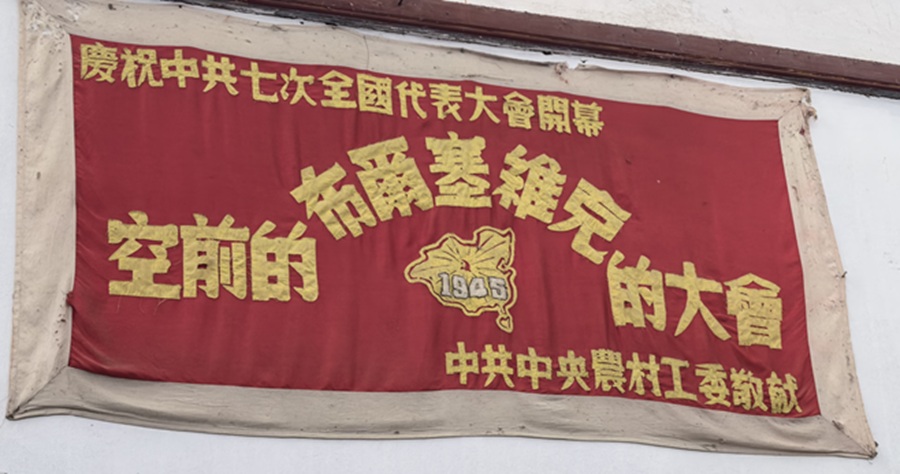 慶祝中共七次全國代表大會開幕
空前的布爾塞維克的大會
1945
中共中央農村工委敬献